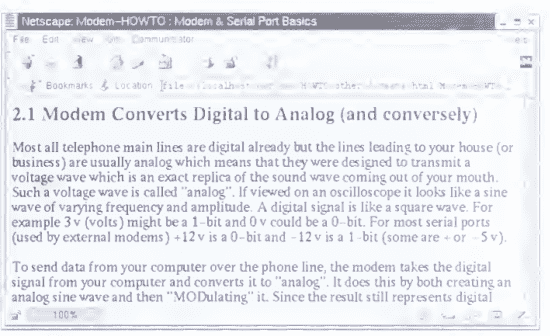 Netscape: Modem-HOWTO : Modem & Serial Port Basics
File Edit View Go Communicator
Bookmarks Location
2.1 Modem Converts Digital to Analog (and conversely)
Most all telephone main lines are digital already but the lines leading to your house (or
business) are usually analog which means that they were designed to transmit a
voltage wave which is an exact replica of the sound wave coming out of your mouth.
Such a voltage wave is called "analog". If viewed on an oscilloscope it looks like a sine
wave of varying frequency and amplitude. A digital signal is like a square wave. For
example 3 v (volts) might be a 1-bit and 0 v could be a 0-bit. For most serial ports
(used by external modems) +12 v is a 0-bit and -12 v is a 1-bit (some are + or -5 v).
To send data from your computer over the phone line, the modem takes the digital
signal from your computer and converts it to "analog". It does this by both creating an
analog sine wave and then "MODulating" it. Since the result still represents digital
100%